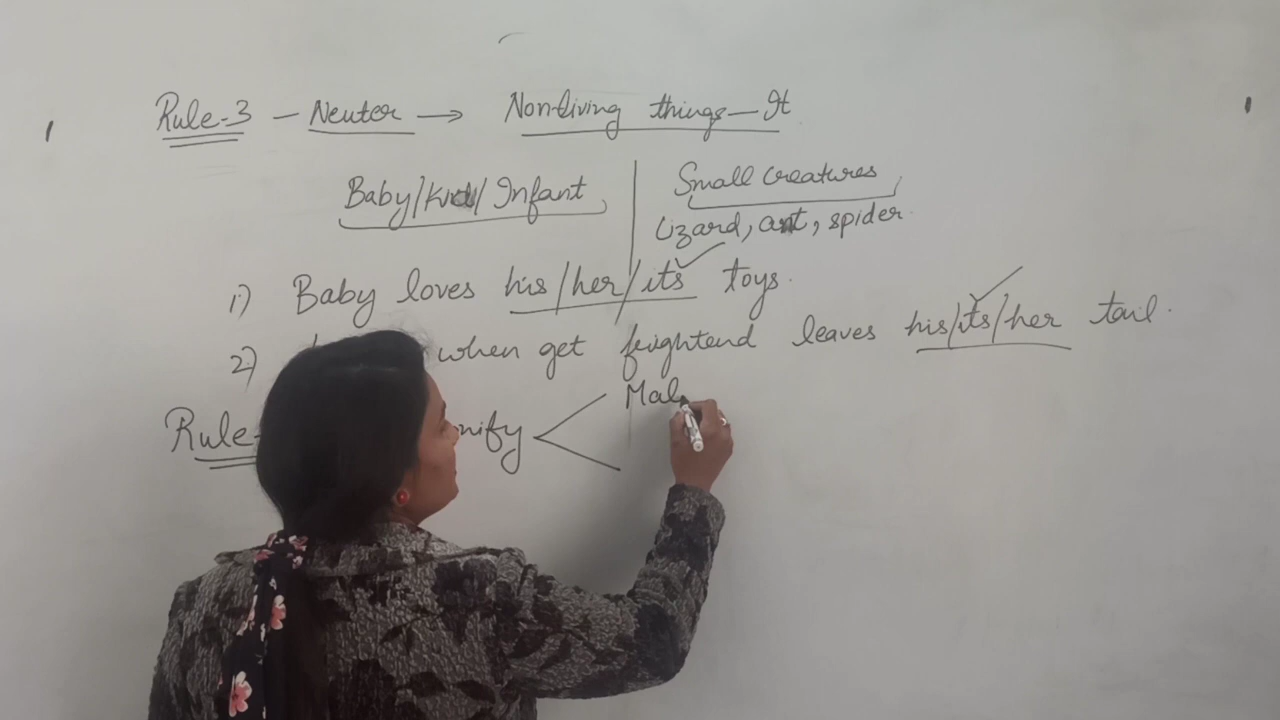 Rule-3 – Neuter → Non-living things – It
Baby/Kid/Infant
Small creatures
Lizard, ant, spider
1) Baby loves his/her/its toys.
2) when get frightend leaves his/its/her tail.
Rule- nify < Mal